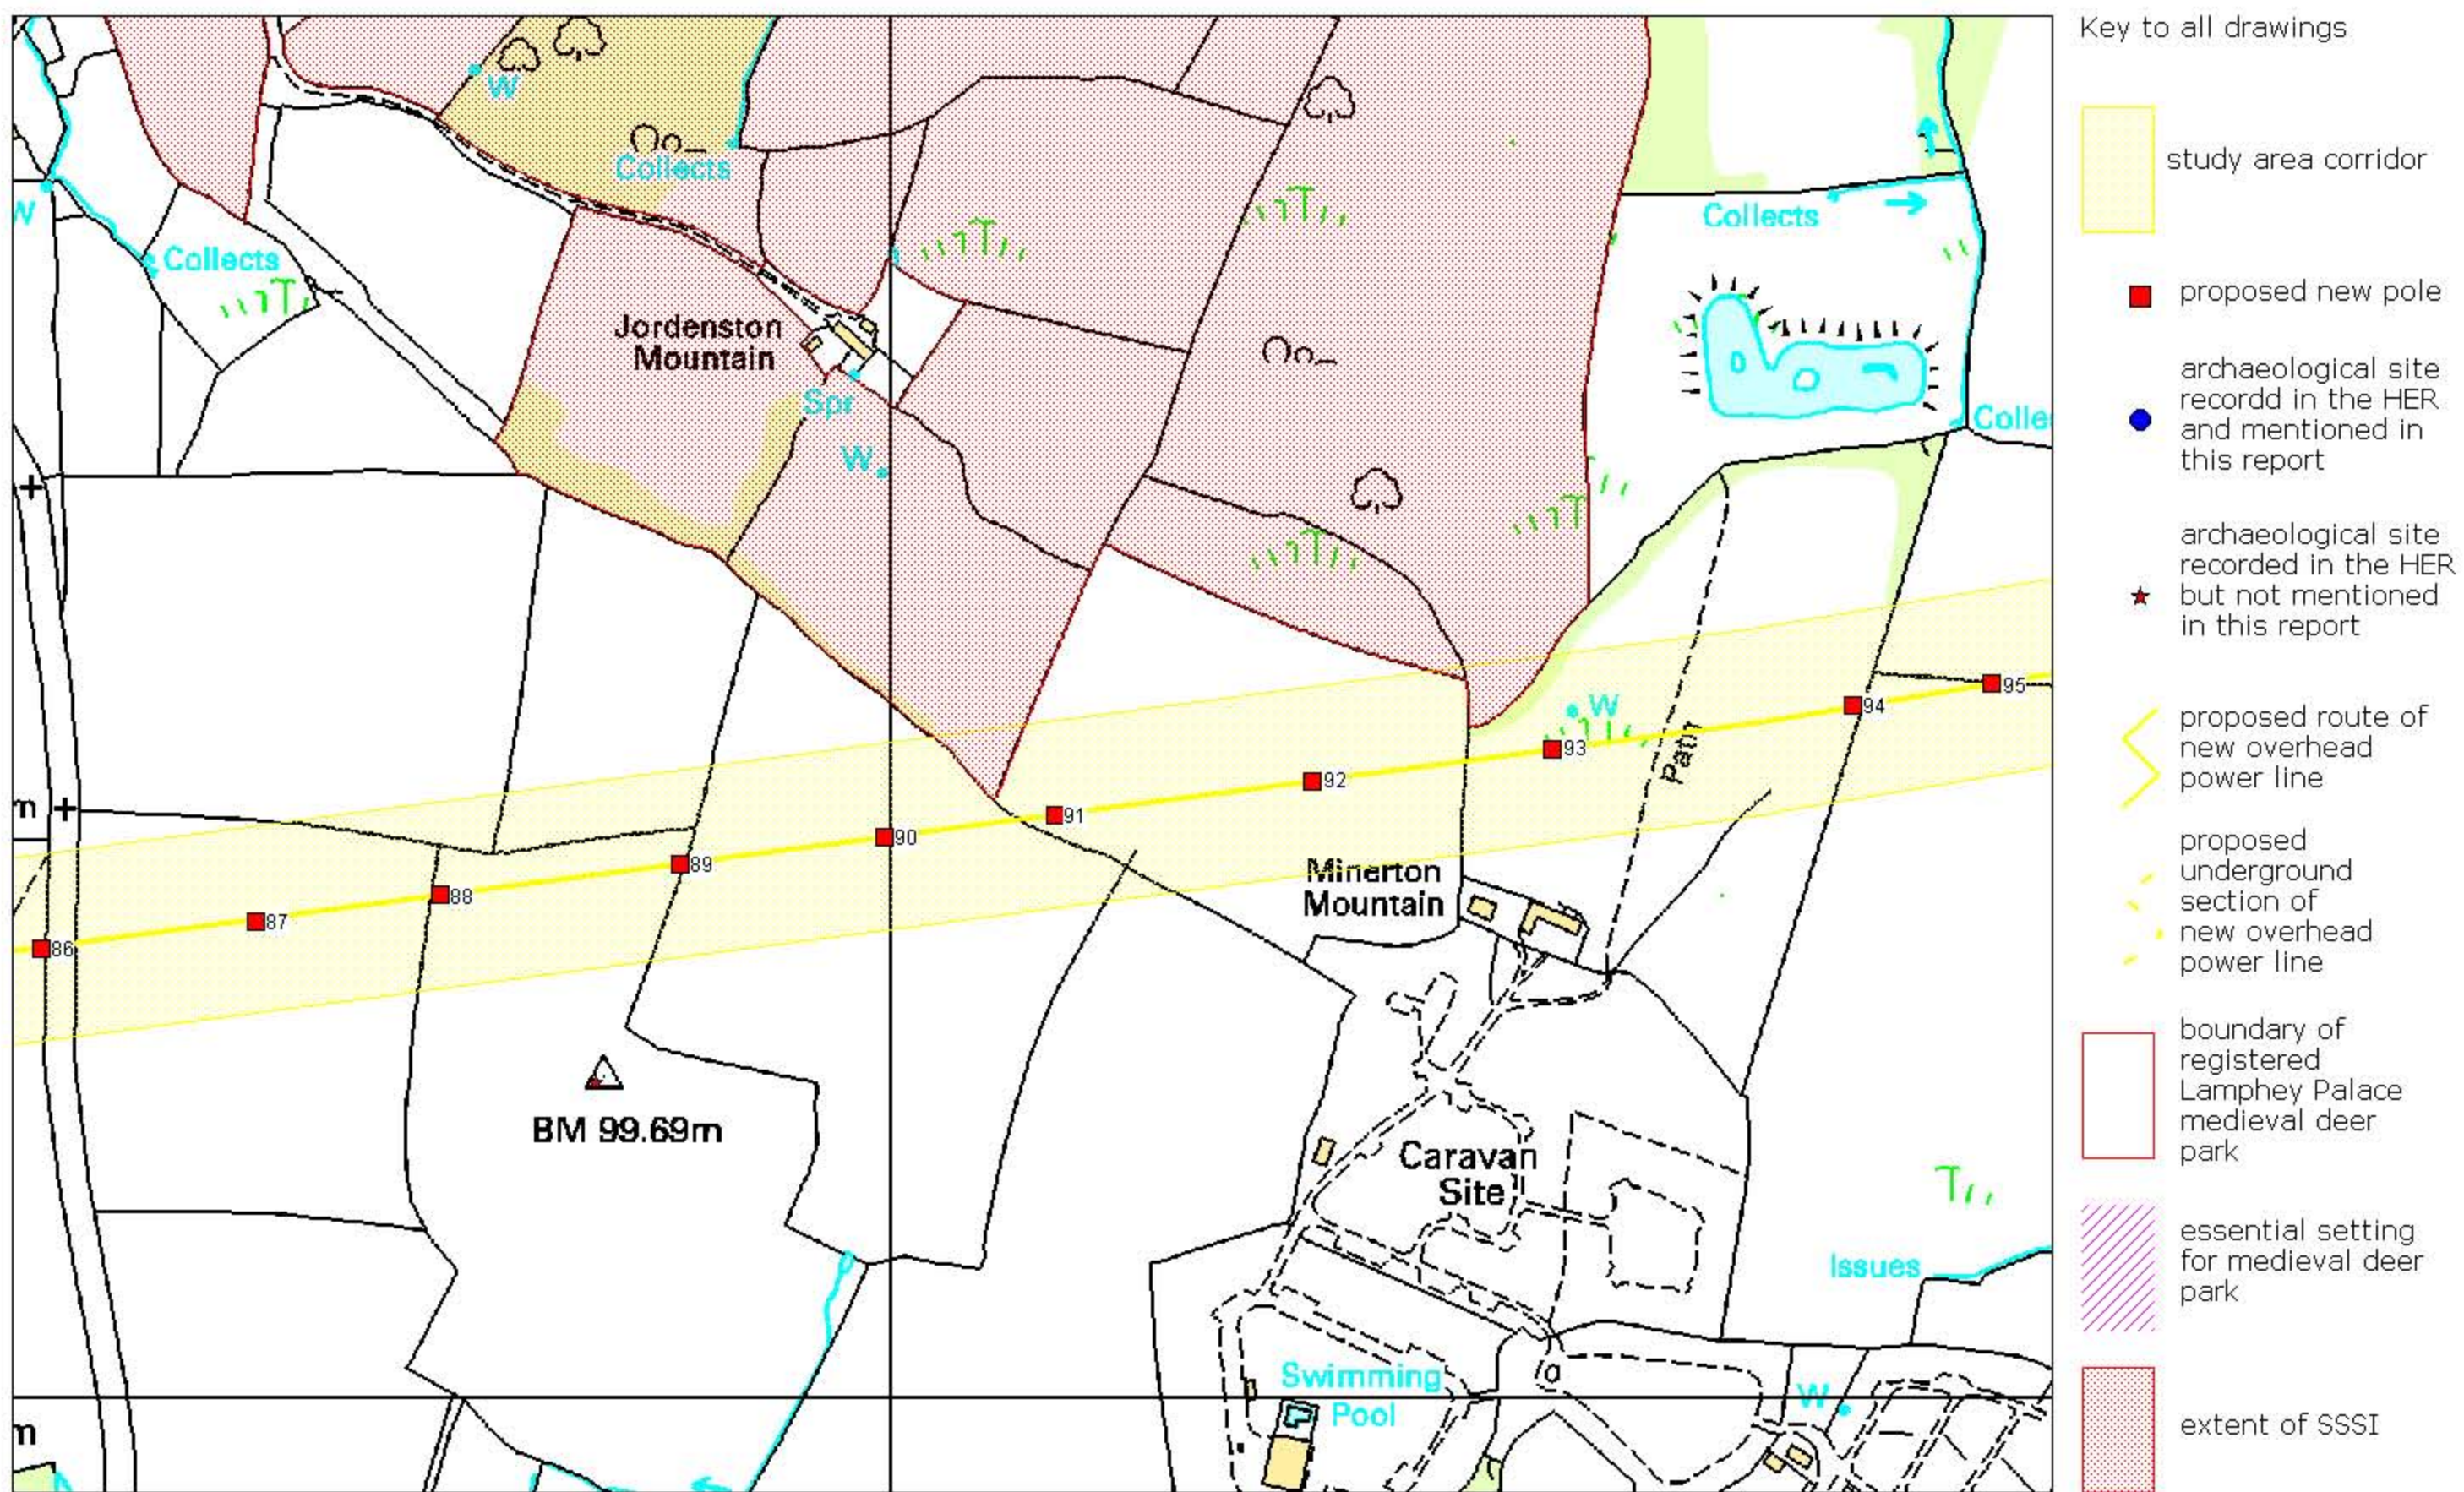 W
Collects
W
Collects
Jordenston
Mountain
Spr
W
Collects
Colle
W
Path
86
87
88
89
90
91
92
93
94
95
m
Minerton
Mountain
BM 99.69m
Caravan
Site
Issues
Swimming
Pool
W
m
Key to all drawings
study area corridor
proposed new pole
archaeological site
recordd in the HER
and mentioned in
this report
archaeological site
recorded in the HER
but not mentioned
in this report
proposed route of
new overhead
power line
proposed
underground
section of
new overhead
power line
boundary of
registered
Lamphey Palace
medieval deer
park
essential setting
for medieval deer
park
extent of SSSI